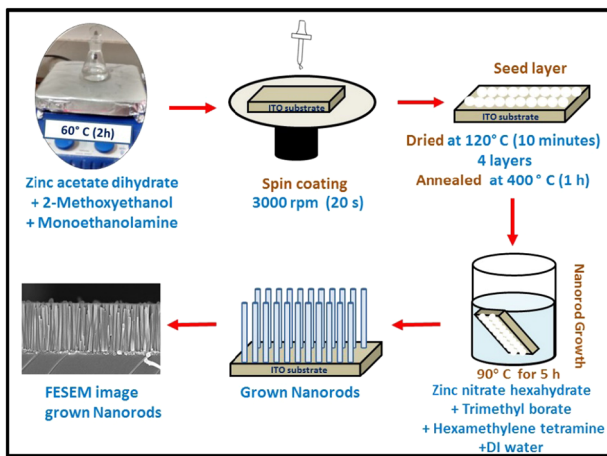 60° C (2h)
Zinc acetate dihydrate
+ 2-Methoxyethanol
+ Monoethanolamine
ITO substrate
Spin coating
3000 rpm (20 s)
Seed layer
ITO substrate
Dried at 120° C (10 minutes)
4 layers
Annealed at 400° C (1 h)
Nanorod Growth
90° C for 5 h
Zinc nitrate hexahydrate
+ Trimethyl borate
+ Hexamethylene tetramine
+DI water
ITO substrate
Grown Nanorods
FESEM image
grown Nanorods